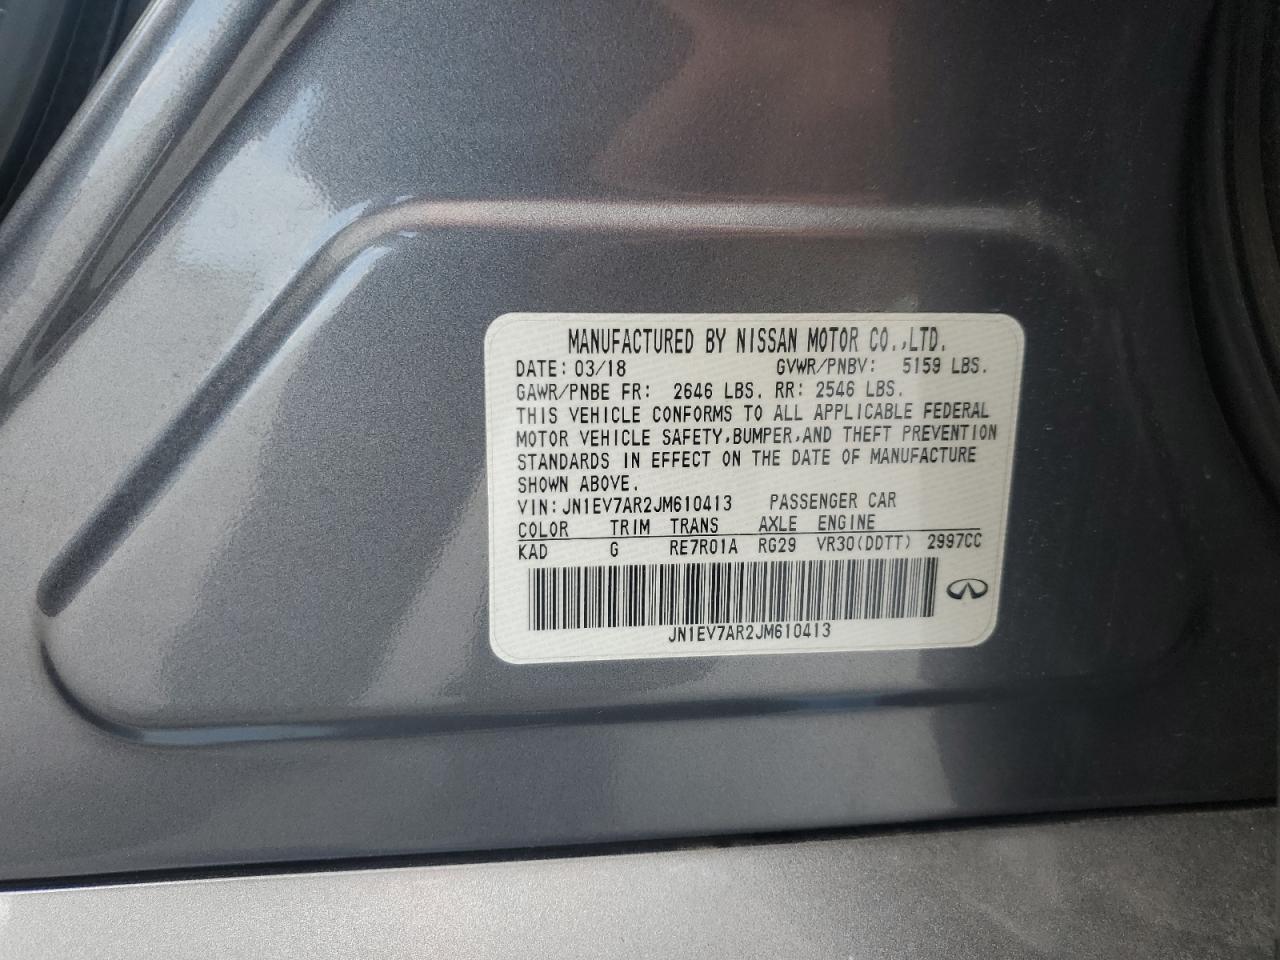 MANUFACTURED BY NISSAN MOTOR CO.,LTD.
DATE: 03/18 GVWR/PNBV: 5159 LBS.
GAWR/PNBE FR: 2646 LBS. RR: 2546 LBS.
THIS VEHICLE CONFORMS TO ALL APPLICABLE FEDERAL
MOTOR VEHICLE SAFETY,BUMPER,AND THEFT PREVENTION
STANDARDS IN EFFECT ON THE DATE OF MANUFACTURE
SHOWN ABOVE.
VIN:JN1EV7AR2JM610413 PASSENGER CAR
COLOR TRIM TRANS AXLE ENGINE
KAD G RE7R01A RG29 VR30(DDTT) 2997CC
JN1EV7AR2JM610413